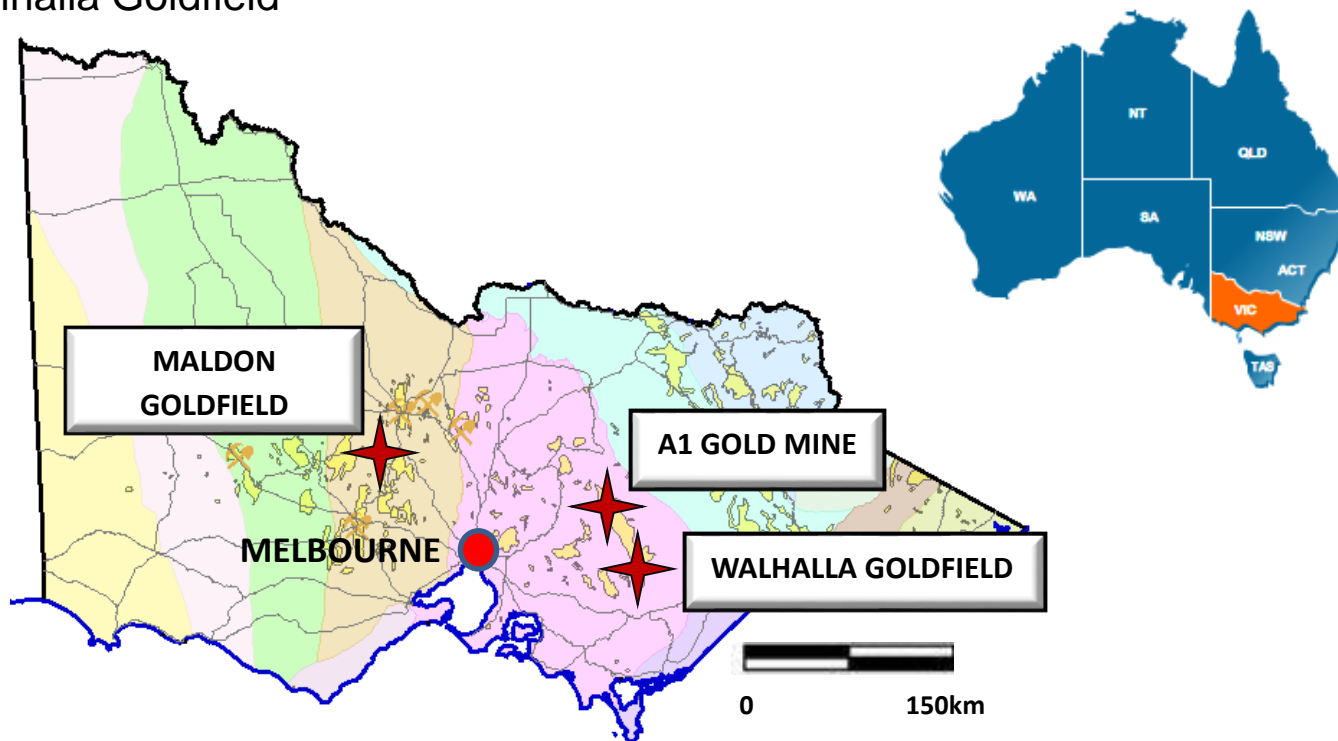 lhalla Goldfield
NT
QLD
WA
SA
NSW
ACT
VIC
TAS
MALDON
GOLDFIELD
A1 GOLD MINE
MELBOURNE
WALHALLA GOLDFIELD
0 150km